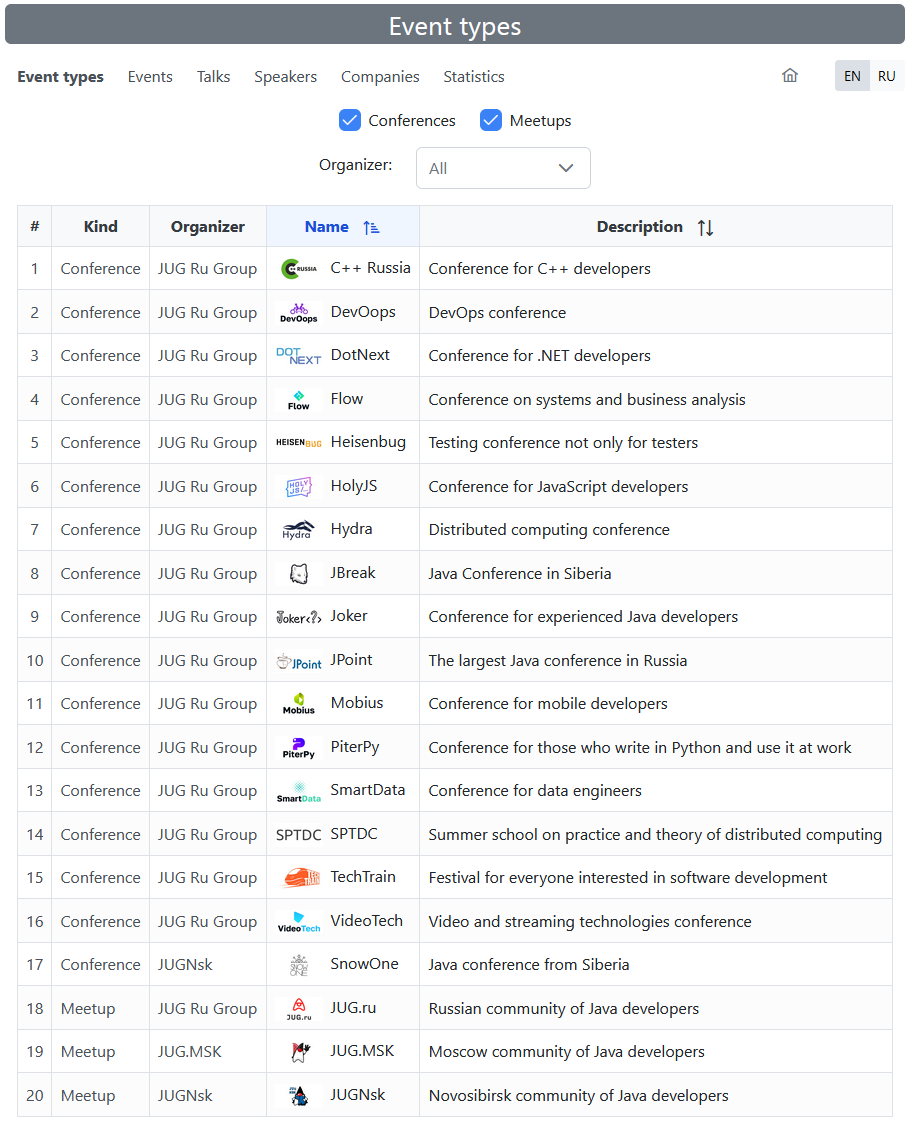 Event types
Event types Events Talks Speakers Companies Statistics EN RU
Conferences Meetups
Organizer: All
# Kind Organizer Name Description
1 Conference JUG Ru Group C++ RUSSIA C++ Russia Conference for C++ developers
2 Conference JUG Ru Group DevOops DevOops DevOps conference
3 Conference JUG Ru Group DOT NEXT DotNext Conference for .NET developers
4 Conference JUG Ru Group Flow Flow Conference on systems and business analysis
5 Conference JUG Ru Group HEISENBUG Heisenbug Testing conference not only for testers
6 Conference JUG Ru Group HOLY JS/ HolyJS Conference for JavaScript developers
7 Conference JUG Ru Group Hydra Hydra Distributed computing conference
8 Conference JUG Ru Group JBreak Java Conference in Siberia
9 Conference JUG Ru Group Joker<?> Joker Conference for experienced Java developers
10 Conference JUG Ru Group JPoint JPoint The largest Java conference in Russia
11 Conference JUG Ru Group Mobius Mobius Conference for mobile developers
12 Conference JUG Ru Group PiterPy PiterPy Conference for those who write in Python and use it at work
13 Conference JUG Ru Group SmartData SmartData Conference for data engineers
14 Conference JUG Ru Group SPTDC SPTDC Summer school on practice and theory of distributed computing
15 Conference JUG Ru Group TECH TRAIN TechTrain Festival for everyone interested in software development
16 Conference JUG Ru Group VideoTech VideoTech Video and streaming technologies conference
17 Conference JUGNsk SNOW ONE SnowOne Java conference from Siberia
18 Meetup JUG Ru Group JUG.ru JUG.ru Russian community of Java developers
19 Meetup JUG.MSK JUG.MSK Moscow community of Java developers
20 Meetup JUGNsk JUGNsk Novosibirsk community of Java developers